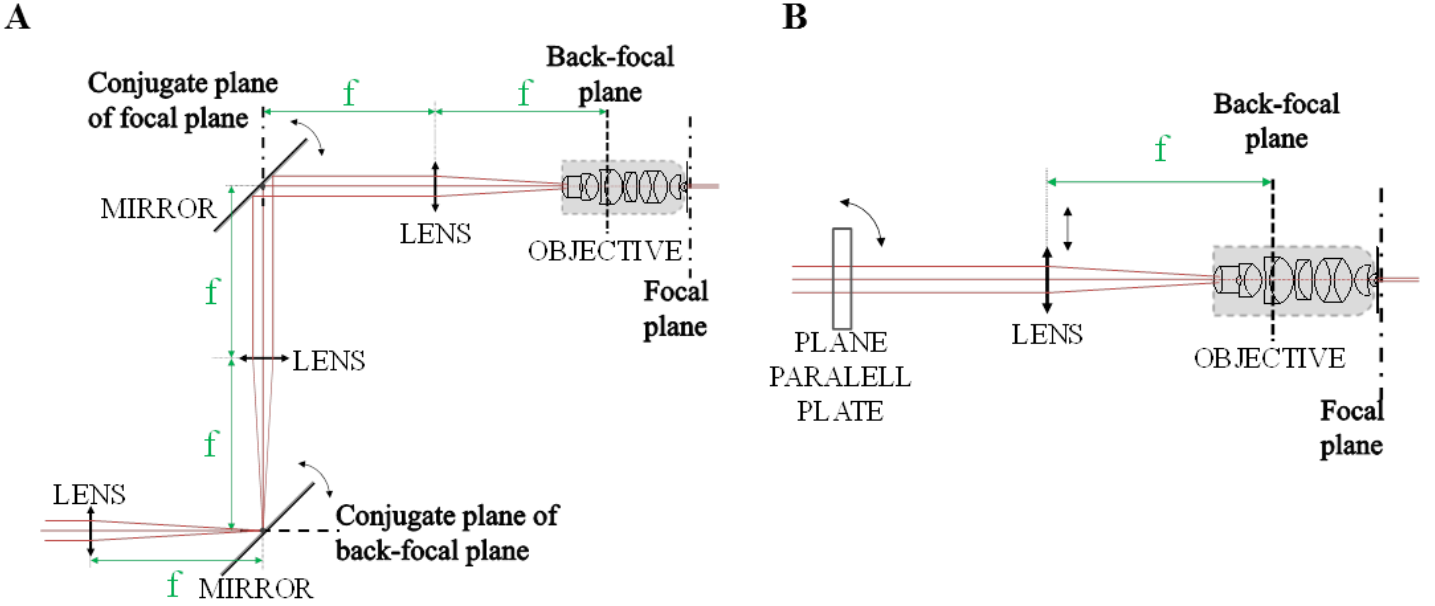 A
Conjugate plane
of focal plane
f
f
Back-focal
plane
MIRROR
LENS
OBJECTIVE
Focal
plane
f
LENS
f
LENS
Conjugate plane of
back-focal plane
f
MIRROR
B
Back-focal
plane
f
LENS
PLANE
PARALELL
PLATE
OBJECTIVE
Focal
plane